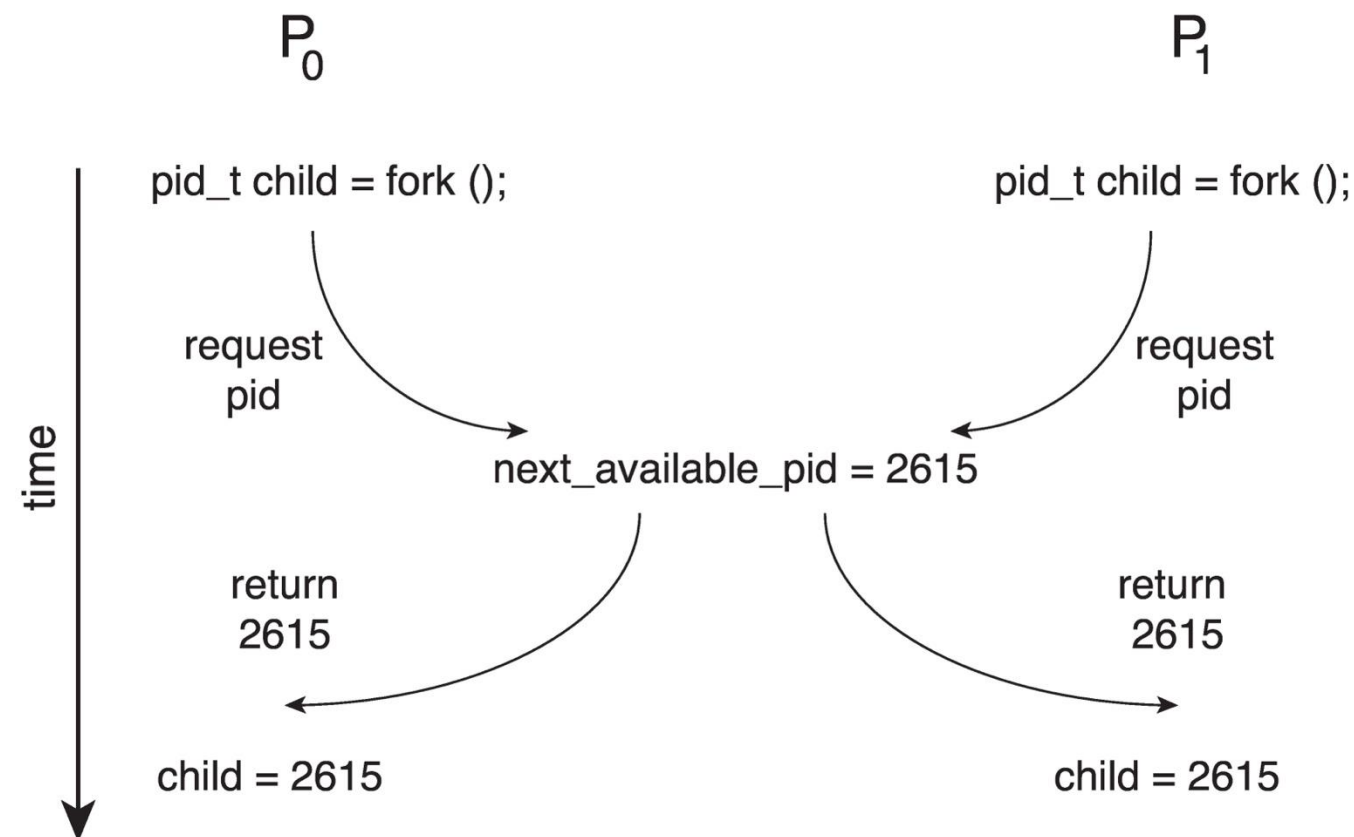 P0
P1
pid_t child = fork ();
pid_t child = fork ();
request
pid
request
pid
time
next_available_pid = 2615
return
2615
return
2615
child = 2615
child = 2615